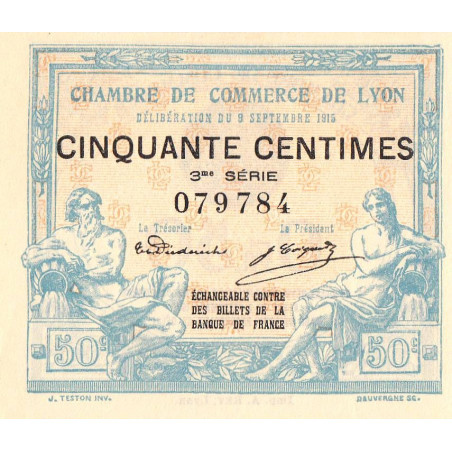 CHAMBRE DE COMMERCE DE LYON
DÉLIBÉRATION DU 9 SEPTEMBRE 1915
CINQUANTE CENTIMES
3me SÉRIE
079784
Le Trésorier Le Président
ÉCHANGEABLE CONTRE
DES BILLETS DE LA
BANQUE DE FRANCE
50c 50c
J. TESTON INV. DAUVERGNE SC.